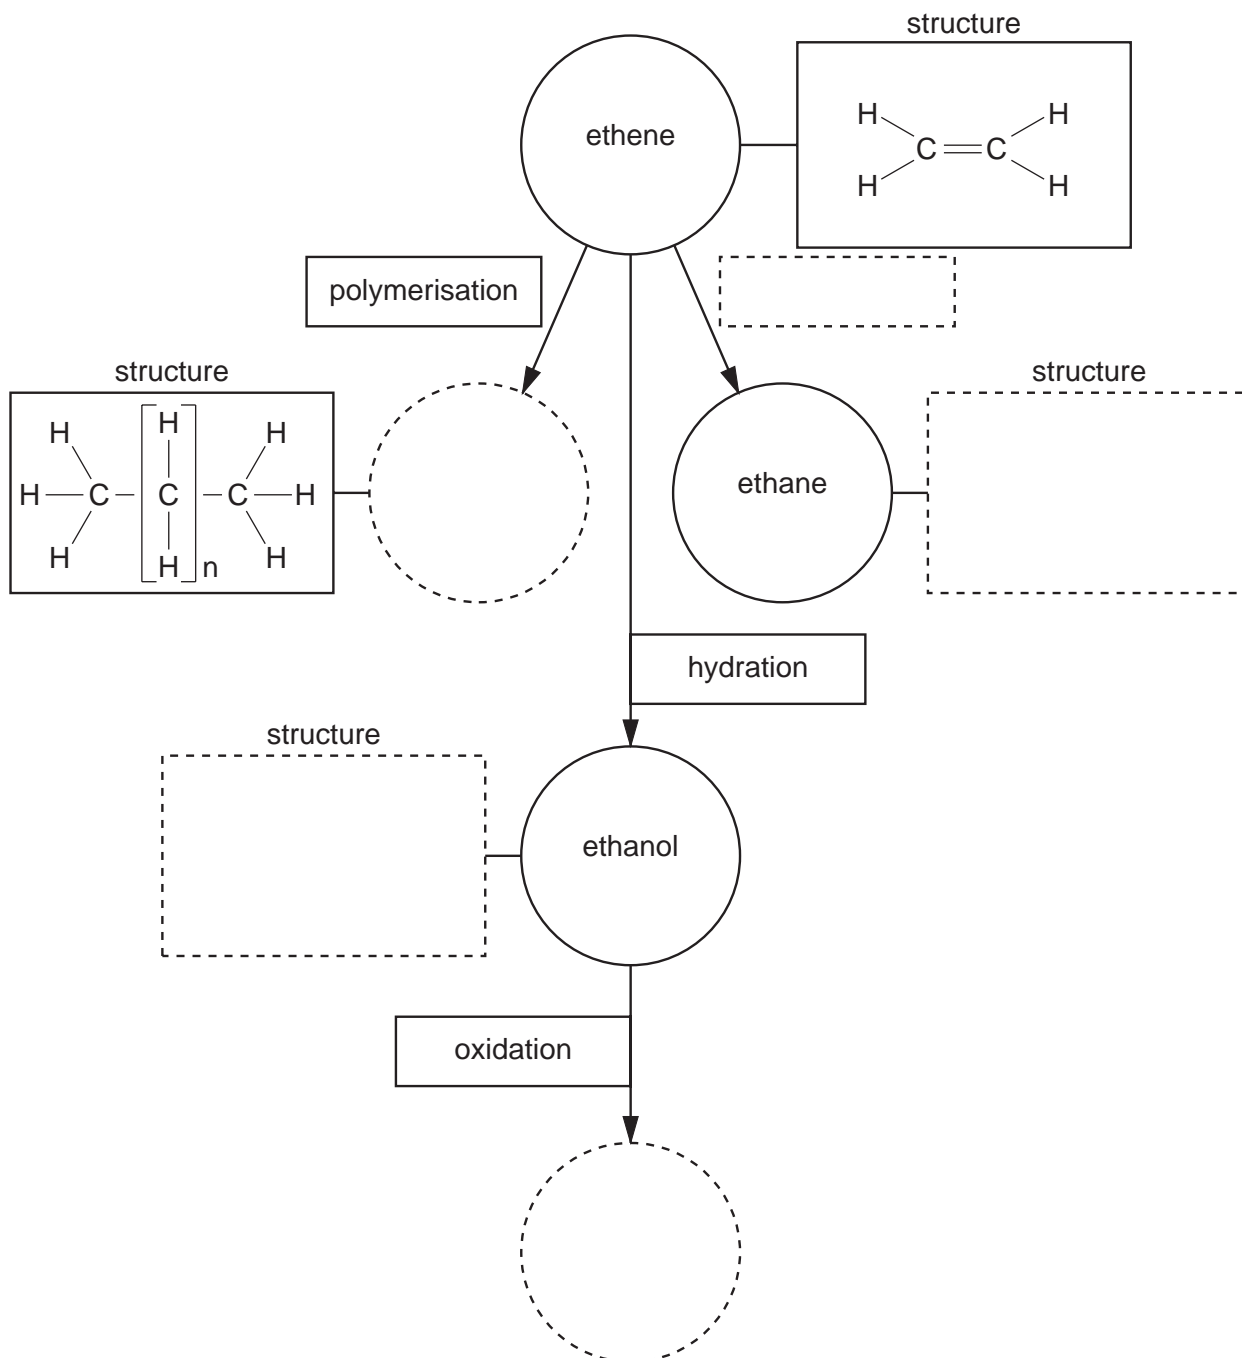 structure
ethene
H H
C C
H H
polymerisation
structure
structure
H H H
H C C C H
H H H
n
ethane
hydration
structure
ethanol
oxidation